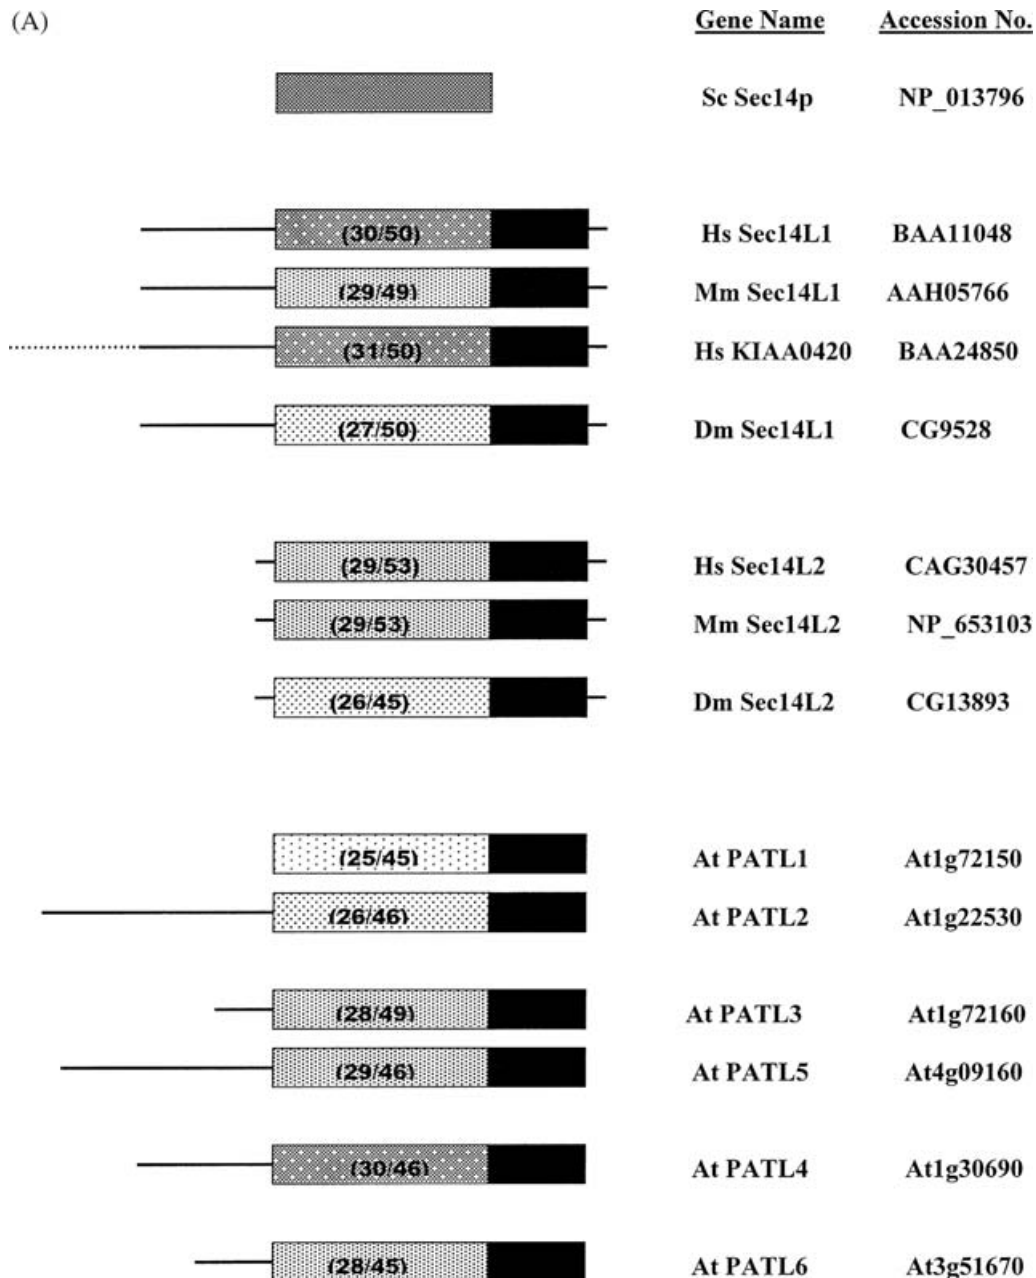 (A) Gene Name Accession No.
Sc Sec14p NP_013796
(30/50) Hs Sec14L1 BAA11048
(29/49) Mm Sec14L1 AAH05766
(31/50) Hs KIAA0420 BAA24850
(27/50) Dm Sec14L1 CG9528
(29/53) Hs Sec14L2 CAG30457
(29/53) Mm Sec14L2 NP_653103
(26/45) Dm Sec14L2 CG13893
(25/45) At PATL1 At1g72150
(26/46) At PATL2 At1g22530
(28/49) At PATL3 At1g72160
(29/46) At PATL5 At4g09160
(30/46) At PATL4 At1g30690
(28/45) At PATL6 At3g51670